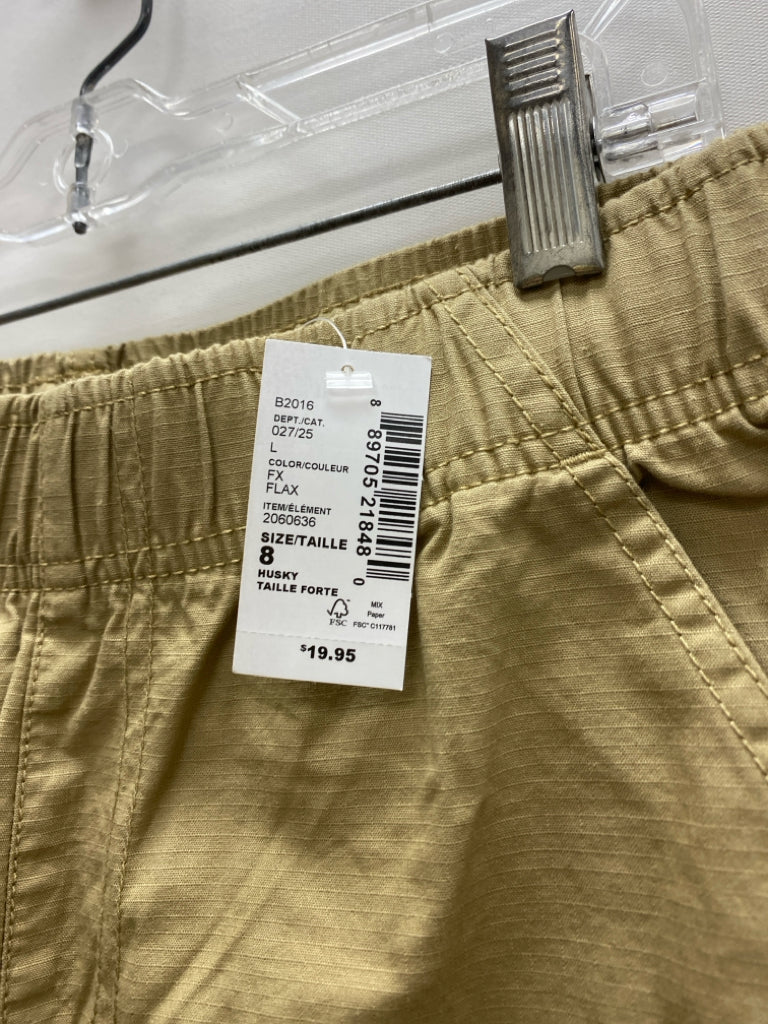 B2016
DEPT./CAT.
027/25
L
COLOR/COULEUR
FX
FLAX
ITEM/ÉLÉMENT
2060636
SIZE/TAILLE
8
HUSKY
TAILLE FORTE
8 89705 21848 0
FSC
MIX
Paper
FSC® C117781
$19.95